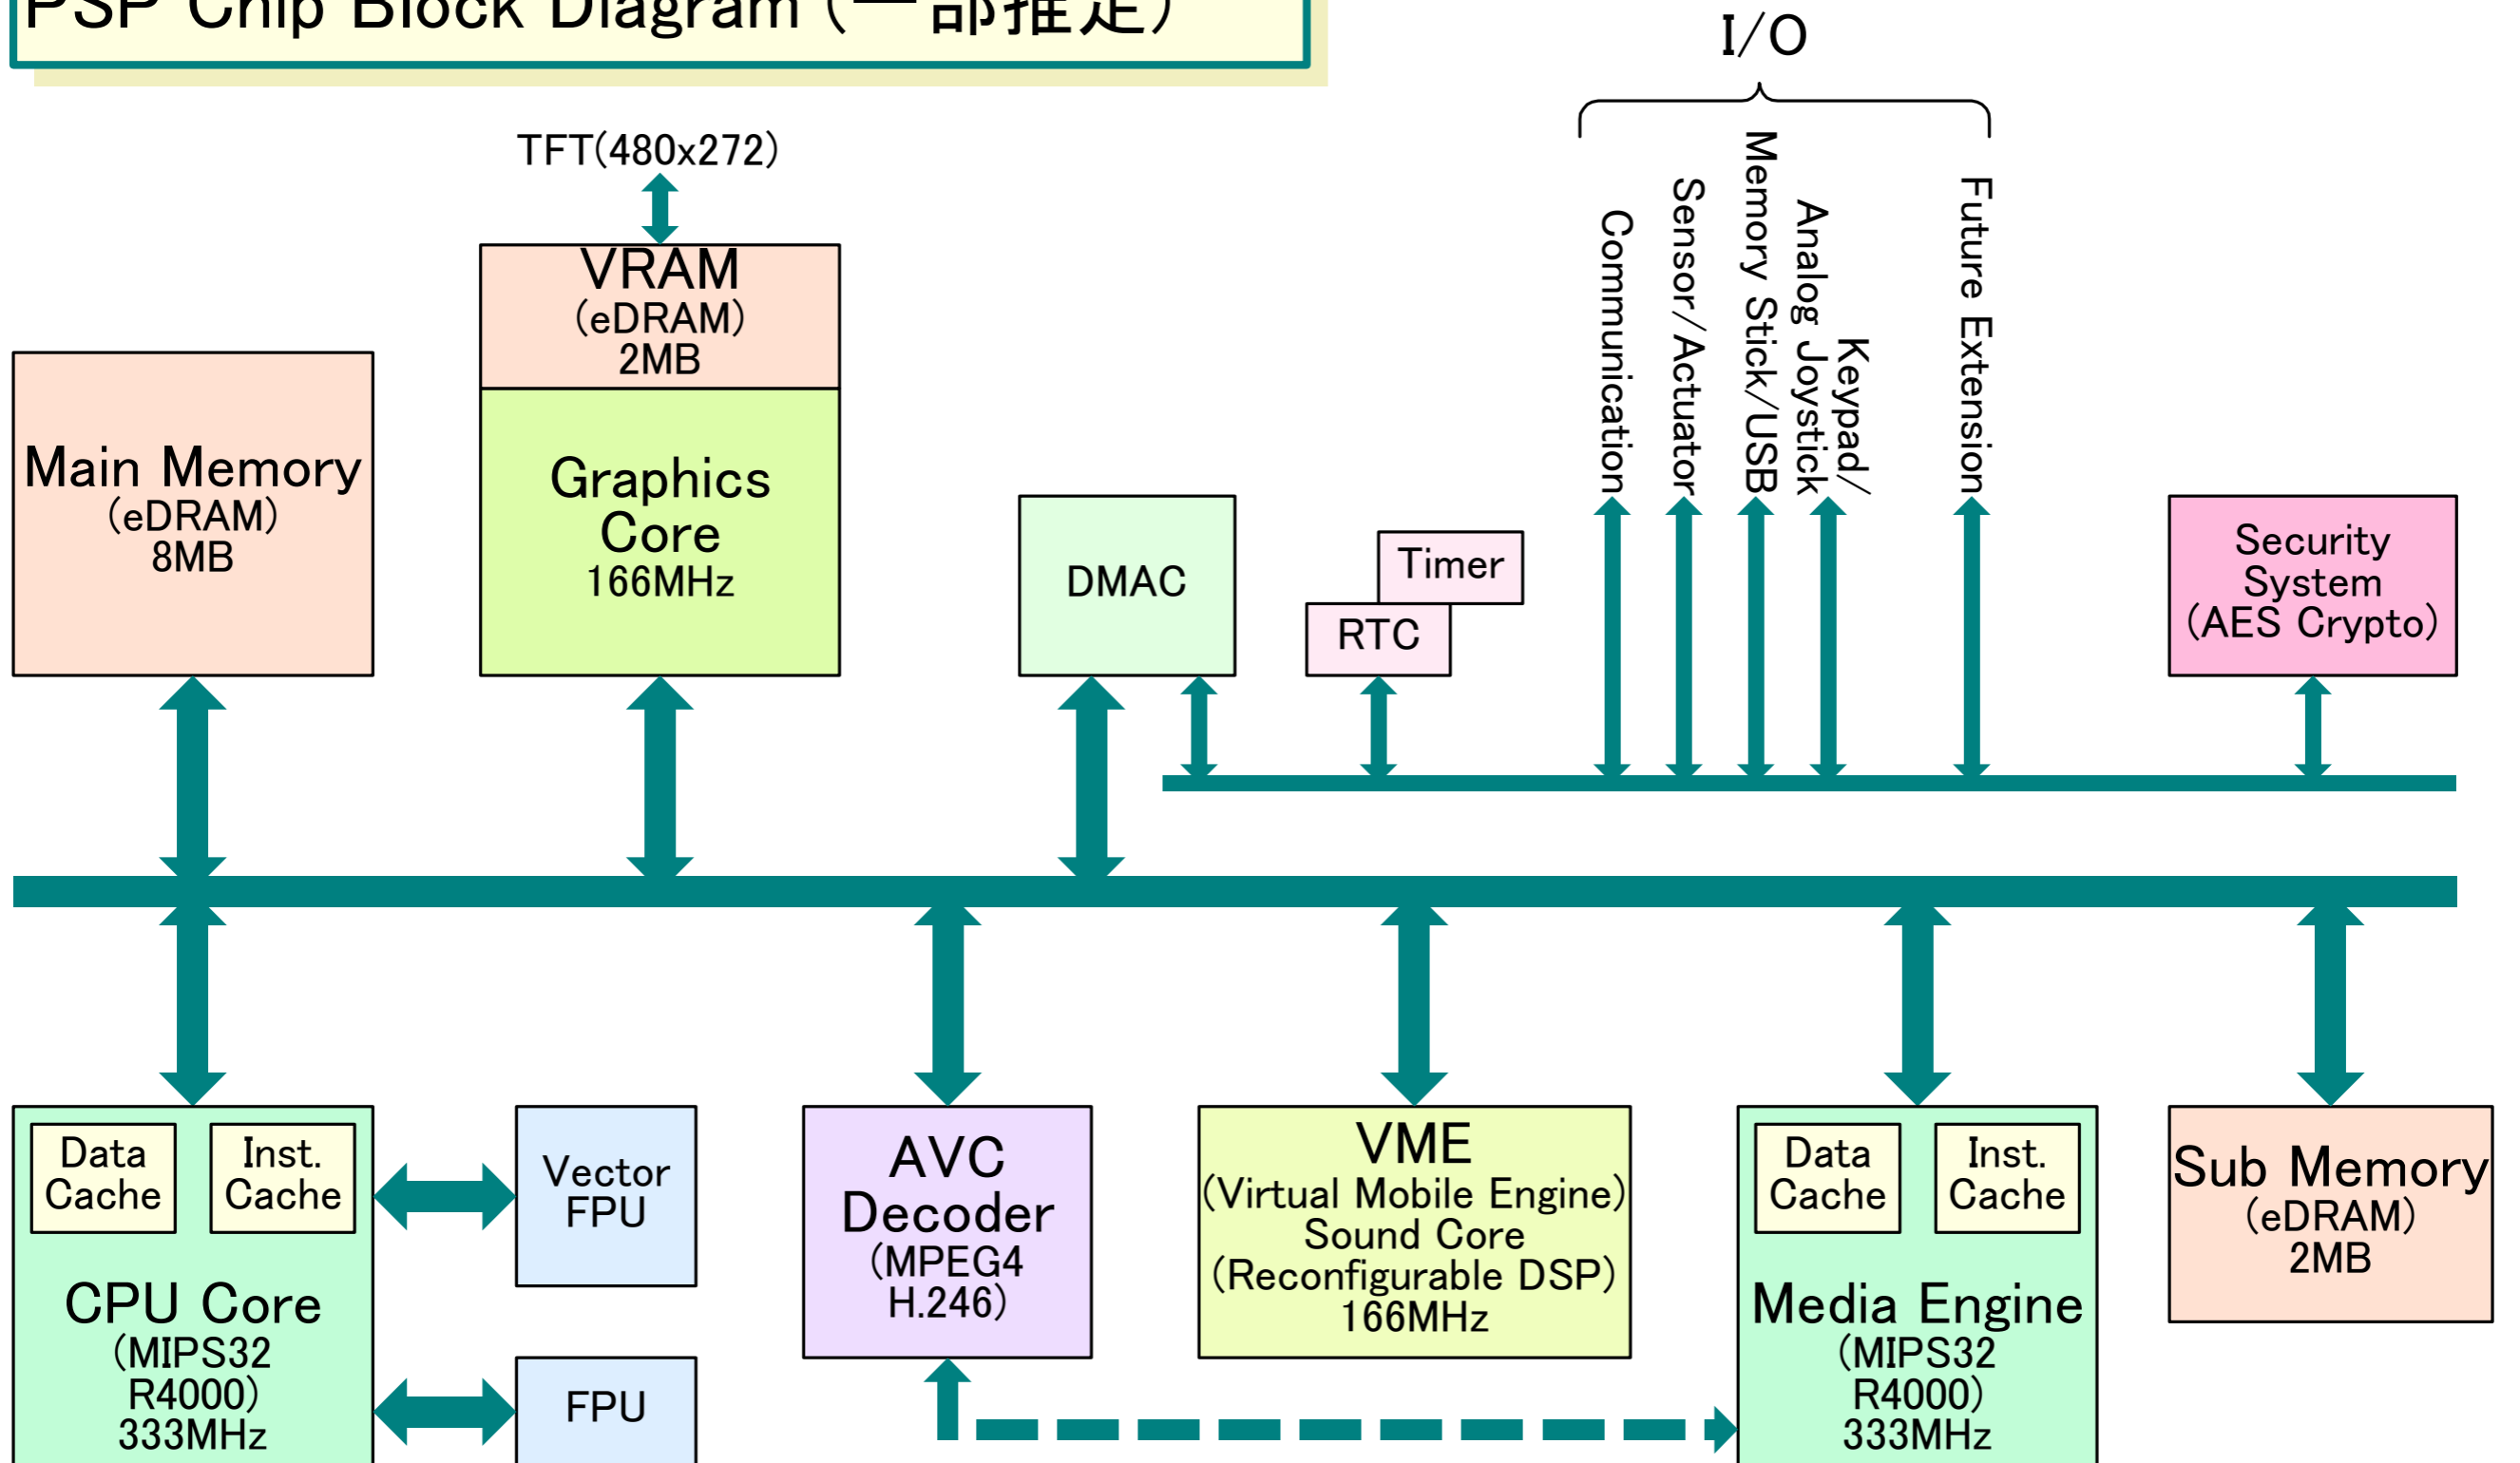 PSP Chip Block Diagram (一部推定)
I/O
TFT(480x272)
Communication
Sensor/Actuator
Memory Stick/USB
Keypad/
Analog Joystick
Future Extension
VRAM
(eDRAM)
2MB
Main Memory
(eDRAM)
8MB
Graphics
Core
166MHz
DMAC
Timer
RTC
Security
System
(AES Crypto)
Data
Cache
Inst.
Cache
CPU Core
(MIPS32
R4000)
333MHz
Vector
FPU
FPU
AVC
Decoder
(MPEG4
H.246)
VME
(Virtual Mobile Engine)
Sound Core
(Reconfigurable DSP)
166MHz
Data
Cache
Inst.
Cache
Media Engine
(MIPS32
R4000)
333MHz
Sub Memory
(eDRAM)
2MB